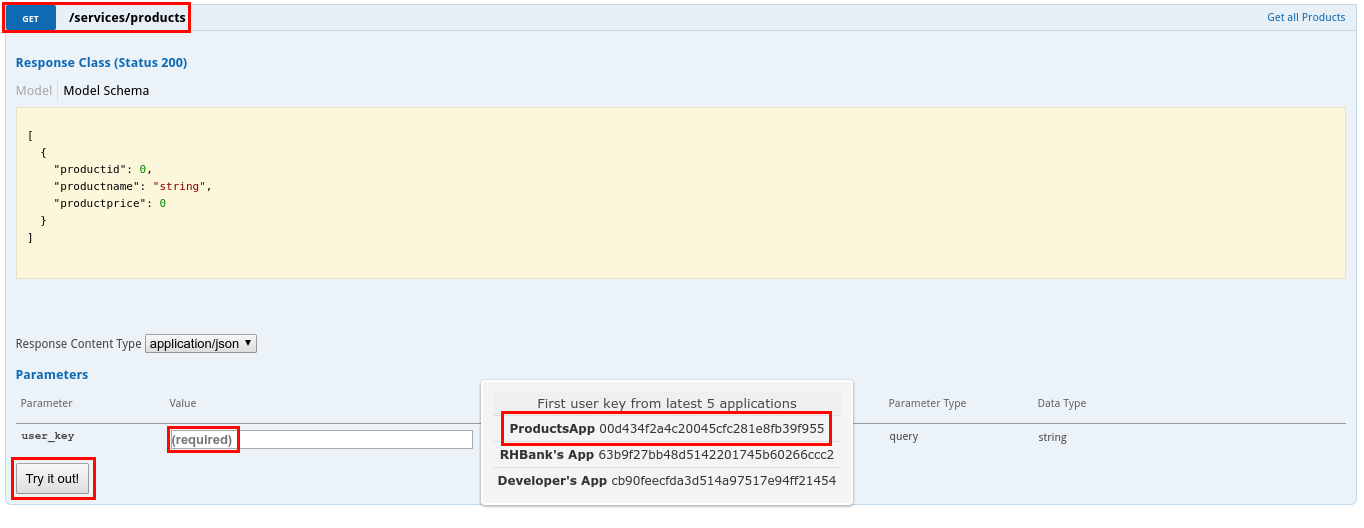 GET /services/products Get all Products
Response Class (Status 200)
Model Model Schema
[
{
"productid": 0,
"productname": "string",
"productprice": 0
}
]
Response Content Type application/json
Parameters
Parameter Value Parameter Type Data Type
First user key from latest 5 applications
ProductsApp 00d434f2a4c20045cfc281e8fb39f955
user_key (required) query string
RHBank's App 63b9f27bb48d5142201745b60266ccc2
Try it out!
Developer's App cb90feecfda3d514a97517e94ff21454